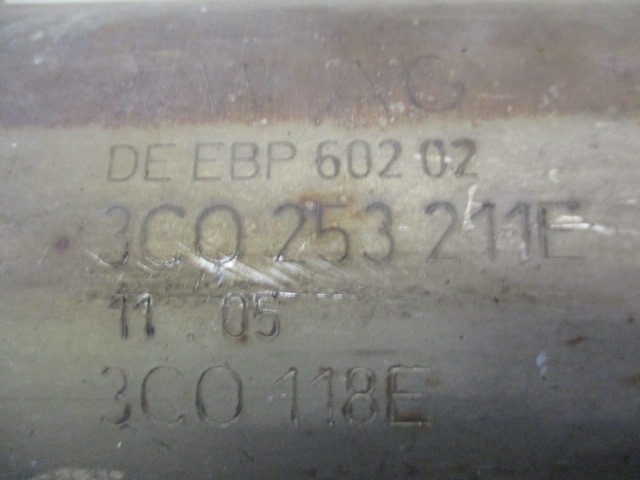 VW AG
DE EBP 602 02
3C0 253 211E
11 . 05
3C0 118E